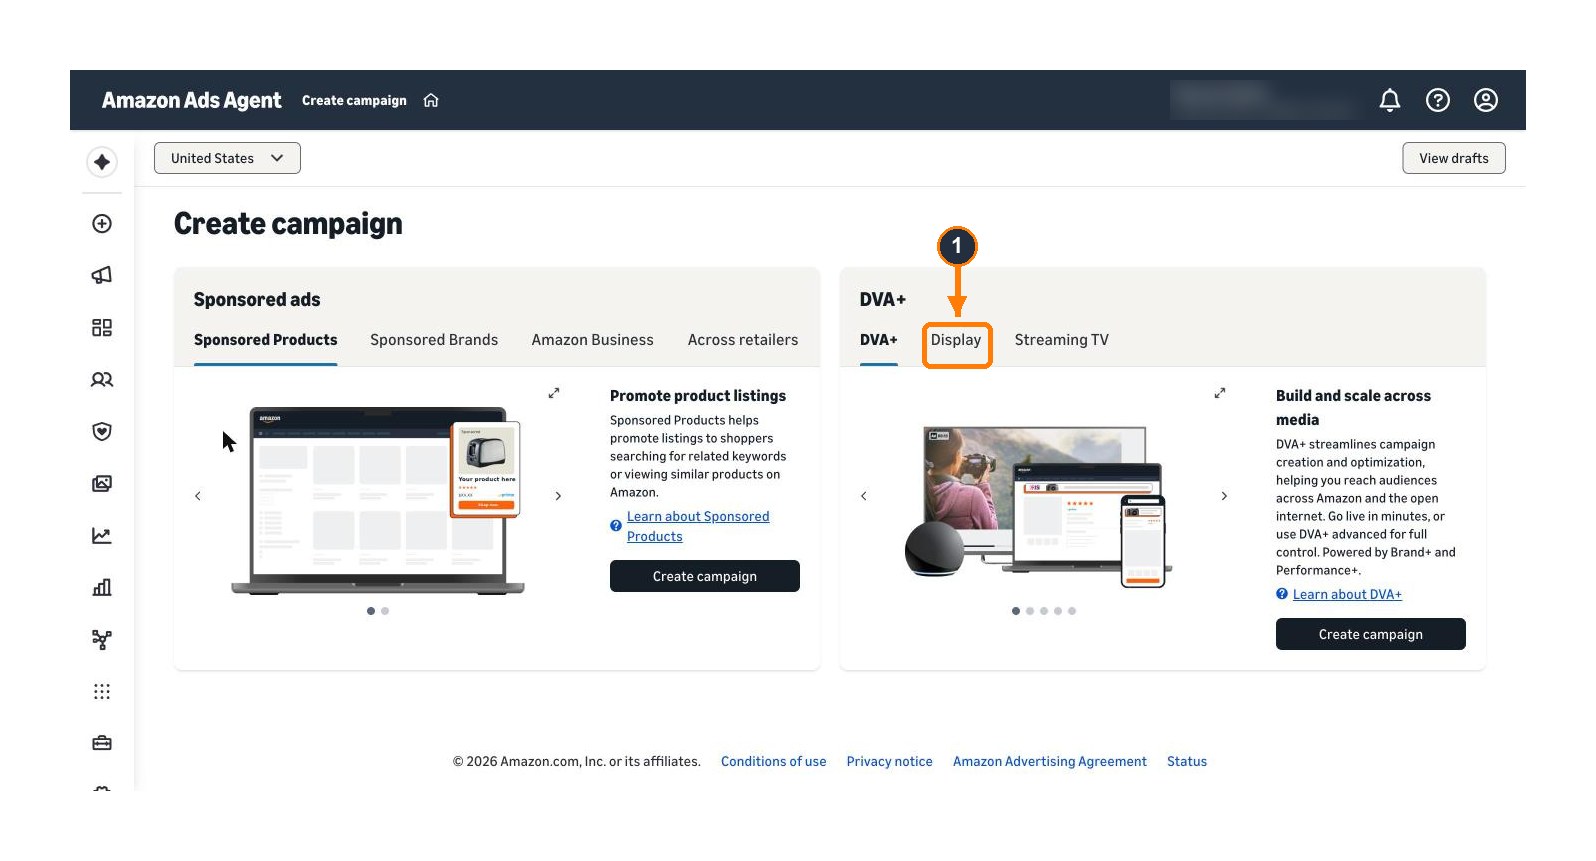 Amazon Ads Agent Create campaign
United States
View drafts
Create campaign
1
Sponsored ads
Sponsored Products Sponsored Brands Amazon Business Across retailers
amazon
Sponsored
Your product here
Promote product listings
Sponsored Products helps
promote listings to shoppers
searching for related keywords
or viewing similar products on
Amazon.
Learn about Sponsored
Products
Create campaign
DVA+
DVA+ Display Streaming TV
Build and scale across
media
DVA+ streamlines campaign
creation and optimization,
helping you reach audiences
across Amazon and the open
internet. Go live in minutes, or
use DVA+ advanced for full
control. Powered by Brand+ and
Performance+.
Learn about DVA+
Create campaign
© 2026 Amazon.com, Inc. or its affiliates. Conditions of use Privacy notice Amazon Advertising Agreement Status